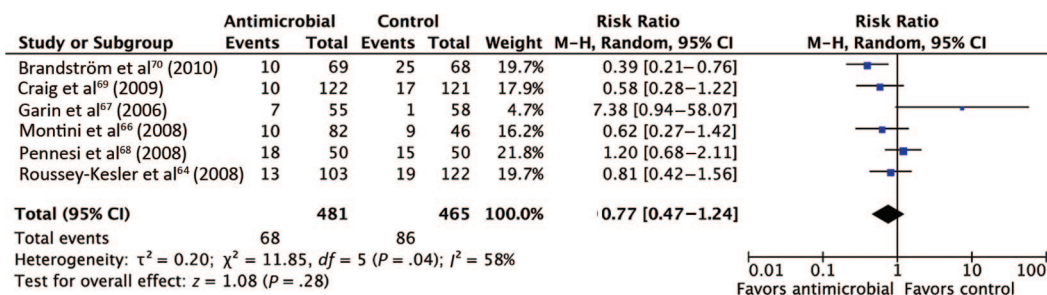 Antimicrobial Control Risk Ratio Risk Ratio
Study or Subgroup Events Total Events Total Weight M–H, Random, 95% CI M–H, Random, 95% CI
Brandström et al⁷⁰ (2010) 10 69 25 68 19.7% 0.39 [0.21–0.76]
Craig et al⁶⁹ (2009) 10 122 17 121 17.9% 0.58 [0.28–1.22]
Garin et al⁶⁷ (2006) 7 55 1 58 4.7% 7.38 [0.94–58.07]
Montini et al⁶⁶ (2008) 10 82 9 46 16.2% 0.62 [0.27–1.42]
Pennesi et al⁶⁸ (2008) 18 50 15 50 21.8% 1.20 [0.68–2.11]
Roussey-Kesler et al⁶⁴ (2008) 13 103 19 122 19.7% 0.81 [0.42–1.56]
Total (95% CI) 481 465 100.0% 0.77 [0.47–1.24]
Total events 68 86
Heterogeneity: τ² = 0.20; χ² = 11.85, df = 5 (P = .04); I² = 58%
Test for overall effect: z = 1.08 (P = .28)
0.01 0.1 1 10 100
Favors antimicrobial Favors control